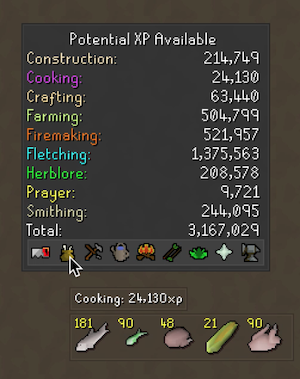 Potential XP Available
Construction: 214,749
Cooking: 24,130
Crafting: 63,440
Farming: 504,799
Firemaking: 521,957
Fletching: 1,375,563
Herblore: 208,578
Prayer: 9,721
Smithing: 244,095
Total: 3,167,029
Cooking: 24,130xp
181 90 48 21 90